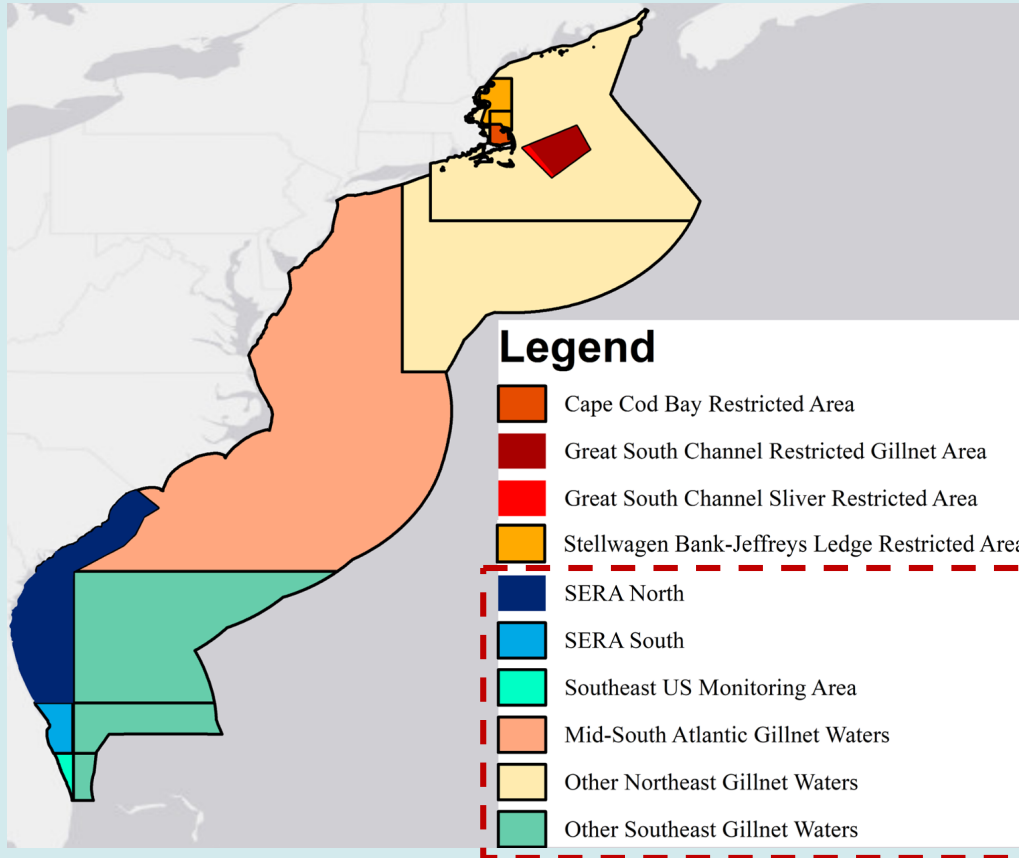 Legend
Cape Cod Bay Restricted Area
Great South Channel Restricted Gillnet Area
Great South Channel Sliver Restricted Area
Stellwagen Bank-Jeffreys Ledge Restricted Area
SERA North
SERA South
Southeast US Monitoring Area
Mid-South Atlantic Gillnet Waters
Other Northeast Gillnet Waters
Other Southeast Gillnet Waters